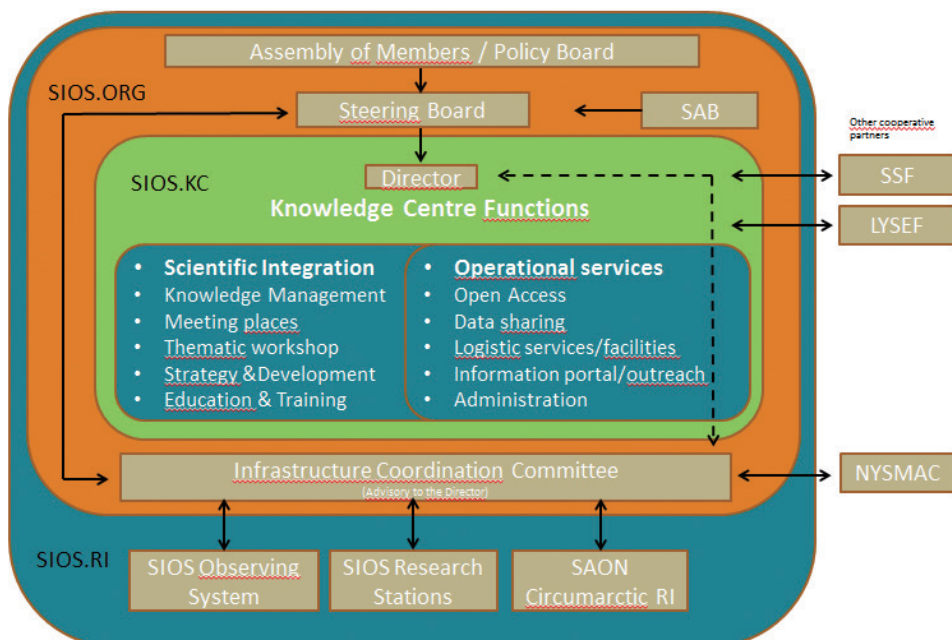 Assembly of Members / Policy Board
SIOS.ORG
Steering Board
SAB
Other cooperative
partners
SIOS.KC
Director
SSF
Knowledge Centre Functions
LYSEF
• Scientific Integration
• Knowledge Management
• Meeting places
• Thematic workshop
• Strategy &Development
• Education & Training
• Operational services
• Open Access
• Data sharing
• Logistic services/facilities
• Information portal/outreach
• Administration
Infrastructure Coordination Committee
(Advisory to the Director)
NYSMAC
SIOS.RI
SIOS Observing
System
SIOS Research
Stations
SAON
Circumarctic RI